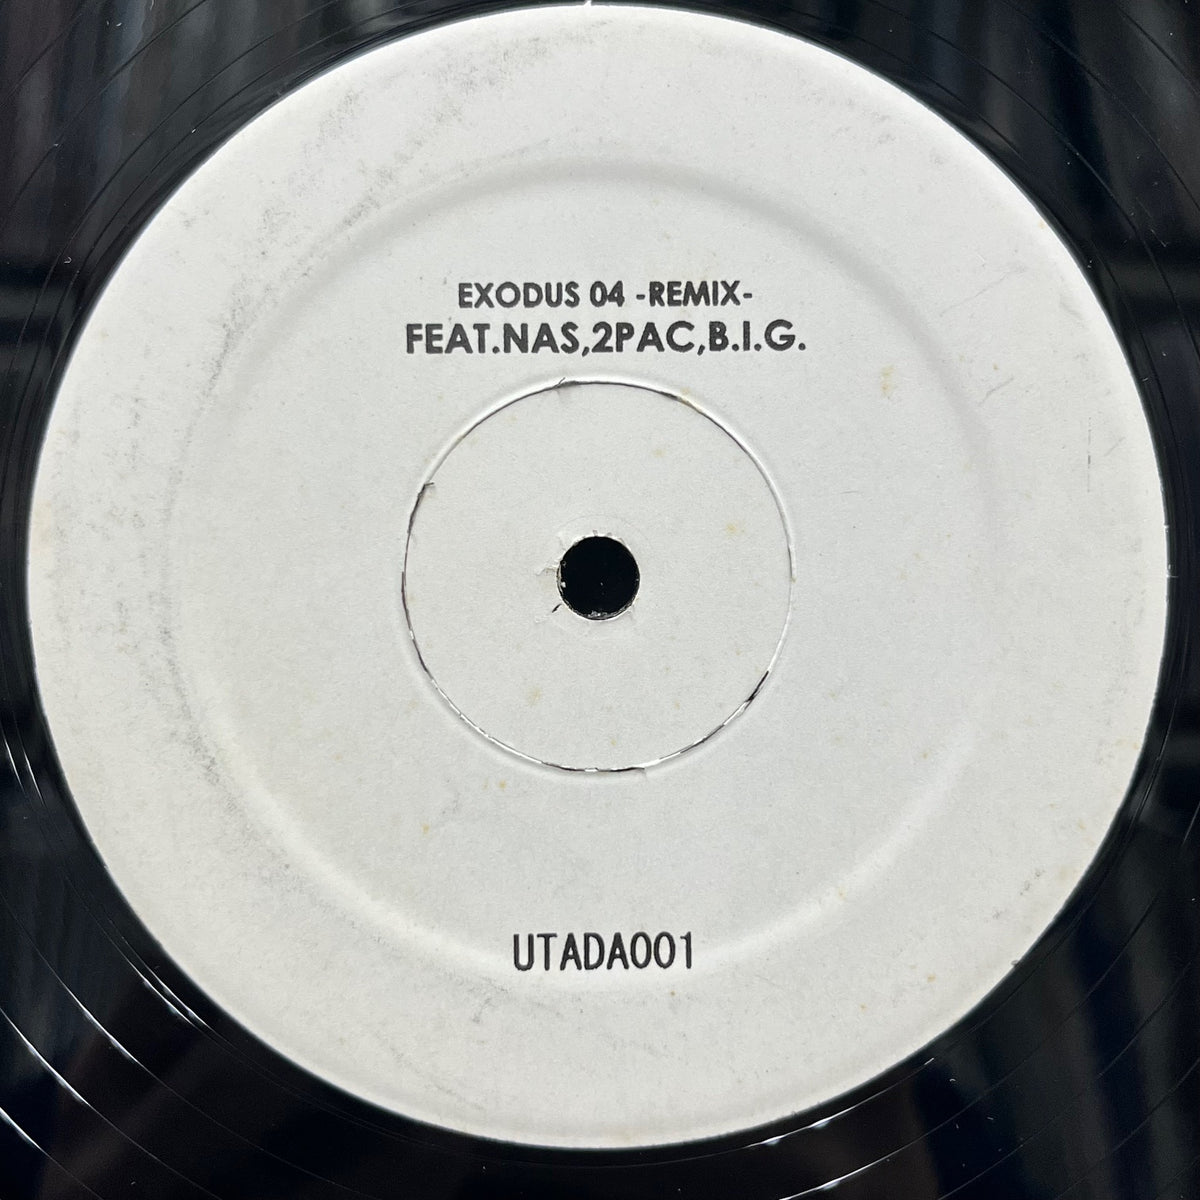 EXODUS 04 -REMIX-
FEAT.NAS,2PAC,B.I.G.
UTADA001